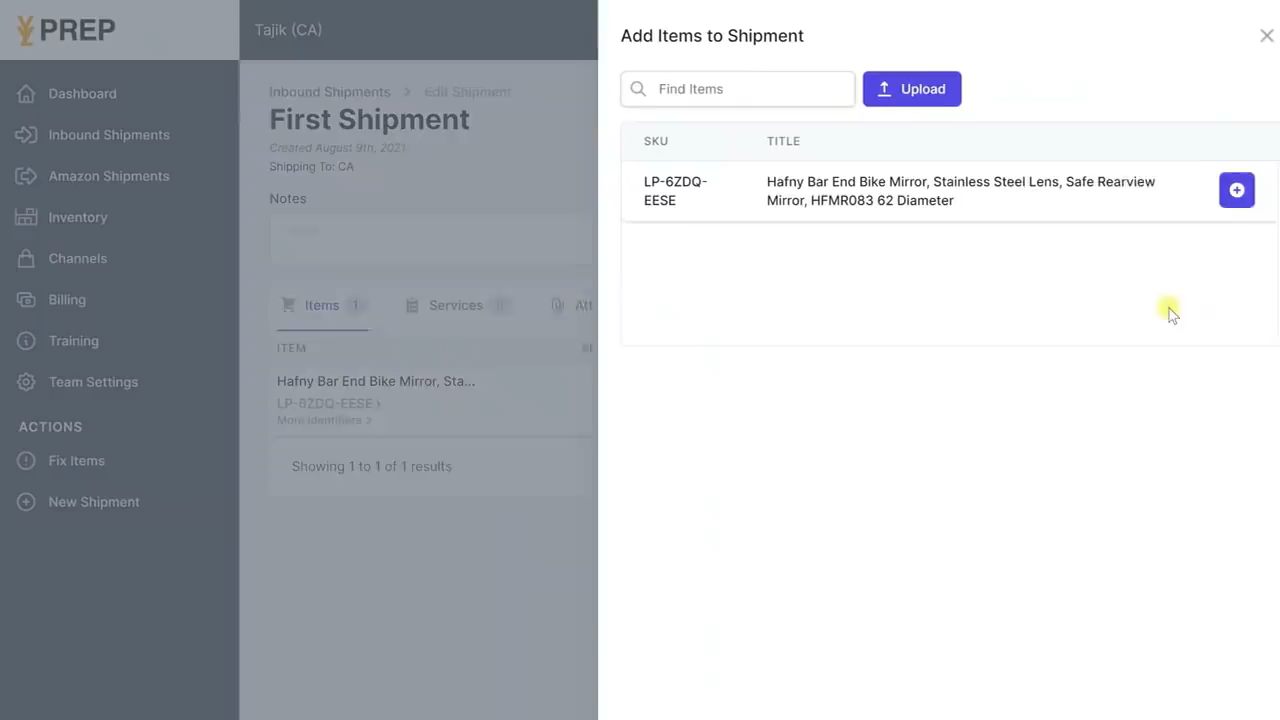 PREP
Tajik (CA)
Dashboard
Inbound Shipments
Amazon Shipments
Inventory
Channels
Billing
Training
Team Settings
ACTIONS
Fix Items
New Shipment
Inbound Shipments > Edit Shipment
First Shipment
Created August 9th, 2021
Shipping To: CA
Notes
Items 1 Services 0
ITEM
Hafny Bar End Bike Mirror, Sta...
LP-6ZDQ-EESE >
More Identifiers >
Showing 1 to 1 of 1 results
Add Items to Shipment
Find Items
Upload
SKU TITLE
LP-6ZDQ-
EESE
Hafny Bar End Bike Mirror, Stainless Steel Lens, Safe Rearview
Mirror, HFMR083 62 Diameter